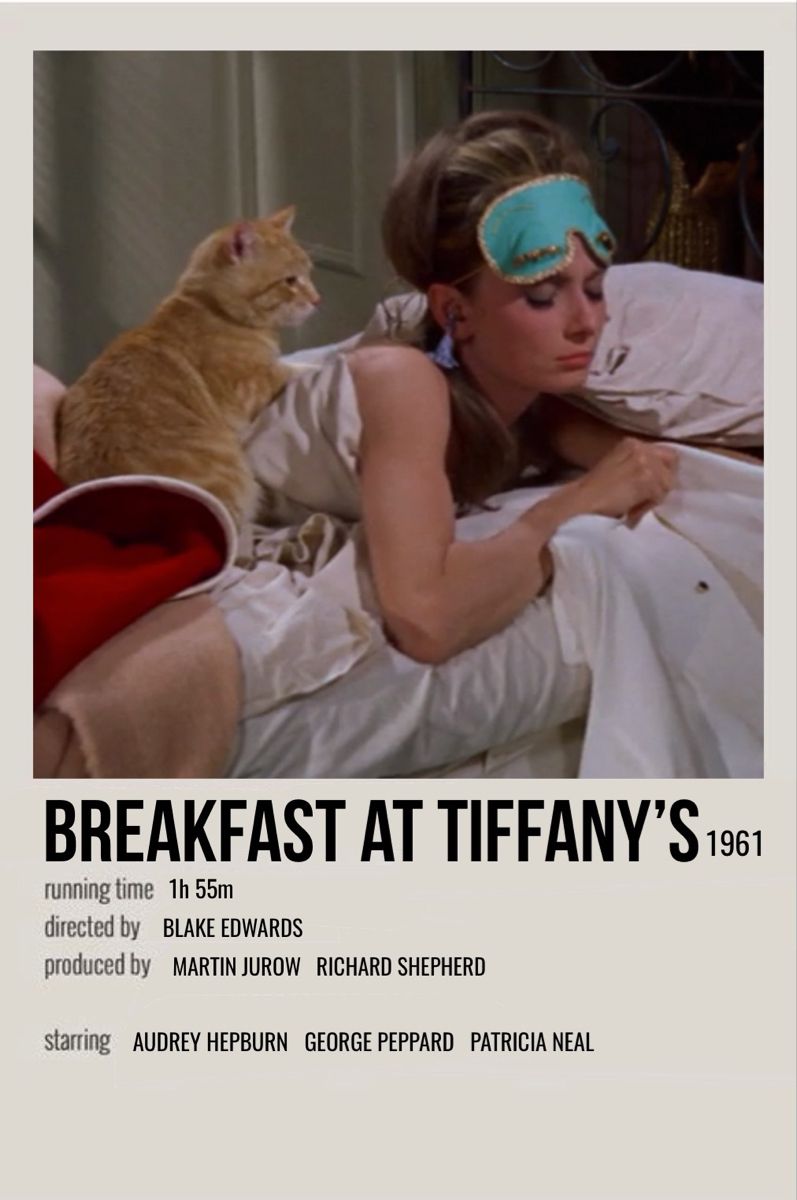 BREAKFAST AT TIFFANY’S 1961
running time 1h 55m
directed by BLAKE EDWARDS
produced by MARTIN JUROW RICHARD SHEPHERD
starring AUDREY HEPBURN GEORGE PEPPARD PATRICIA NEAL